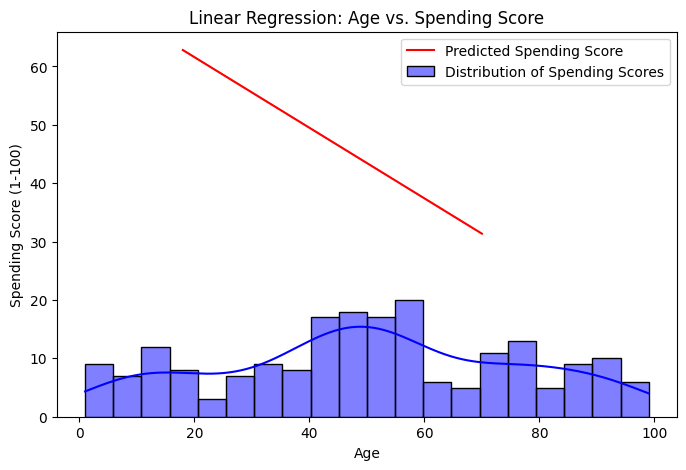 Linear Regression: Age vs. Spending Score
Predicted Spending Score
Distribution of Spending Scores
Spending Score (1-100)
60
50
40
30
20
10
0
0 20 40 60 80 100
Age